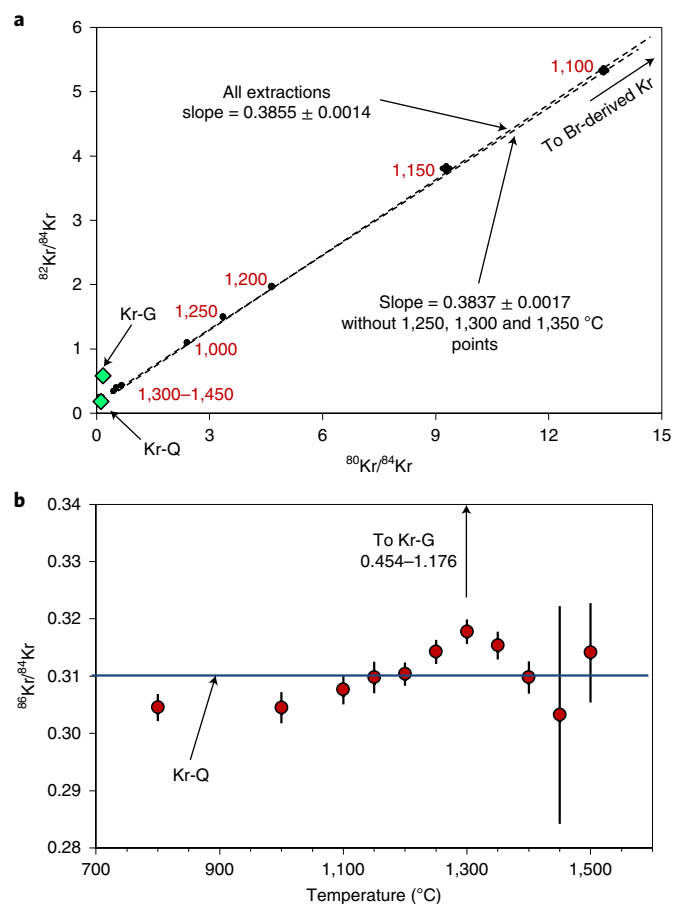 a
6
5
4
3
2
1
0
⁸²Kr/⁸⁴Kr
1,100
All extractions
slope = 0.3855 ± 0.0014
To Br-derived Kr
1,150
1,200
Kr-G
1,250
Slope = 0.3837 ± 0.0017
without 1,250, 1,300 and 1,350 °C
points
1,000
1,300–1,450
Kr-Q
0
3
6
9
12
15
⁸⁰Kr/⁸⁴Kr
b
0.34
0.33
0.32
0.31
0.30
0.29
0.28
⁸⁶Kr/⁸⁴Kr
To Kr-G
0.454–1.176
Kr-Q
700
900
1,100
1,300
1,500
Temperature (°C)